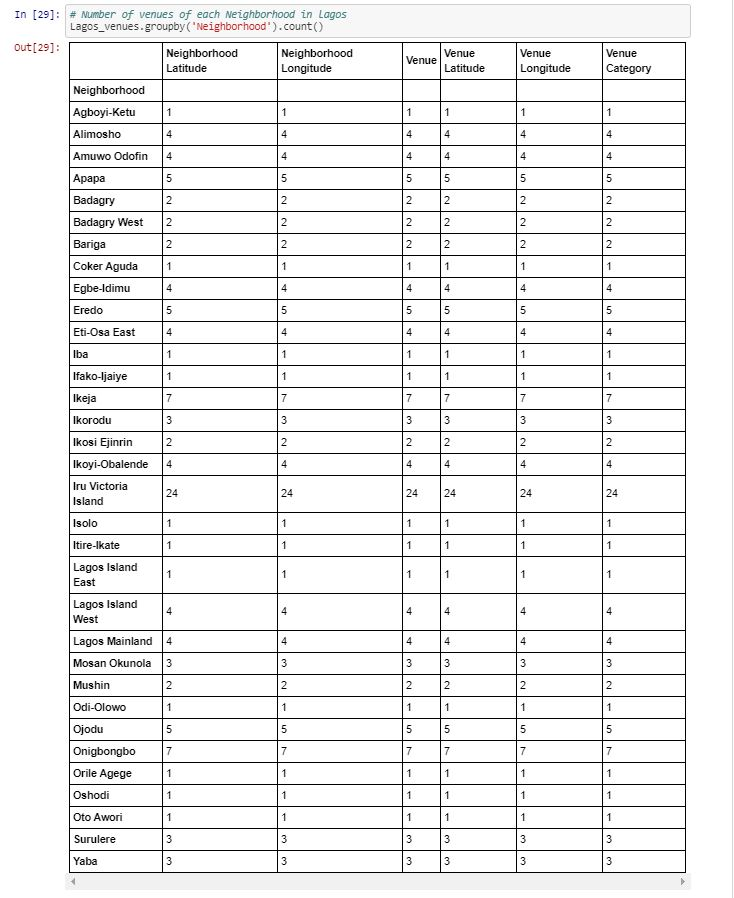 In [29]: # Number of venues of each Neighborhood in Lagos
Lagos_venues.groupby('Neighborhood').count()
Out[29]:
Neighborhood Latitude Neighborhood Longitude Venue Venue Latitude Venue Longitude Venue Category
Neighborhood
Agboyi-Ketu 1 1 1 1 1 1
Alimosho 4 4 4 4 4 4
Amuwo Odofin 4 4 4 4 4 4
Apapa 5 5 5 5 5 5
Badagry 2 2 2 2 2 2
Badagry West 2 2 2 2 2 2
Bariga 2 2 2 2 2 2
Coker Aguda 1 1 1 1 1 1
Egbe-Idimu 4 4 4 4 4 4
Eredo 5 5 5 5 5 5
Eti-Osa East 4 4 4 4 4 4
Iba 1 1 1 1 1 1
Ifako-Ijaiye 1 1 1 1 1 1
Ikeja 7 7 7 7 7 7
Ikorodu 3 3 3 3 3 3
Ikosi Ejinrin 2 2 2 2 2 2
Ikoyi-Obalende 4 4 4 4 4 4
Iru Victoria Island 24 24 24 24 24 24
Isolo 1 1 1 1 1 1
Itire-Ikate 1 1 1 1 1 1
Lagos Island East 1 1 1 1 1 1
Lagos Island West 4 4 4 4 4 4
Lagos Mainland 4 4 4 4 4 4
Mosan Okunola 3 3 3 3 3 3
Mushin 2 2 2 2 2 2
Odi-Olowo 1 1 1 1 1 1
Ojodu 5 5 5 5 5 5
Onigbongbo 7 7 7 7 7 7
Orile Agege 1 1 1 1 1 1
Oshodi 1 1 1 1 1 1
Oto Awori 1 1 1 1 1 1
Surulere 3 3 3 3 3 3
Yaba 3 3 3 3 3 3